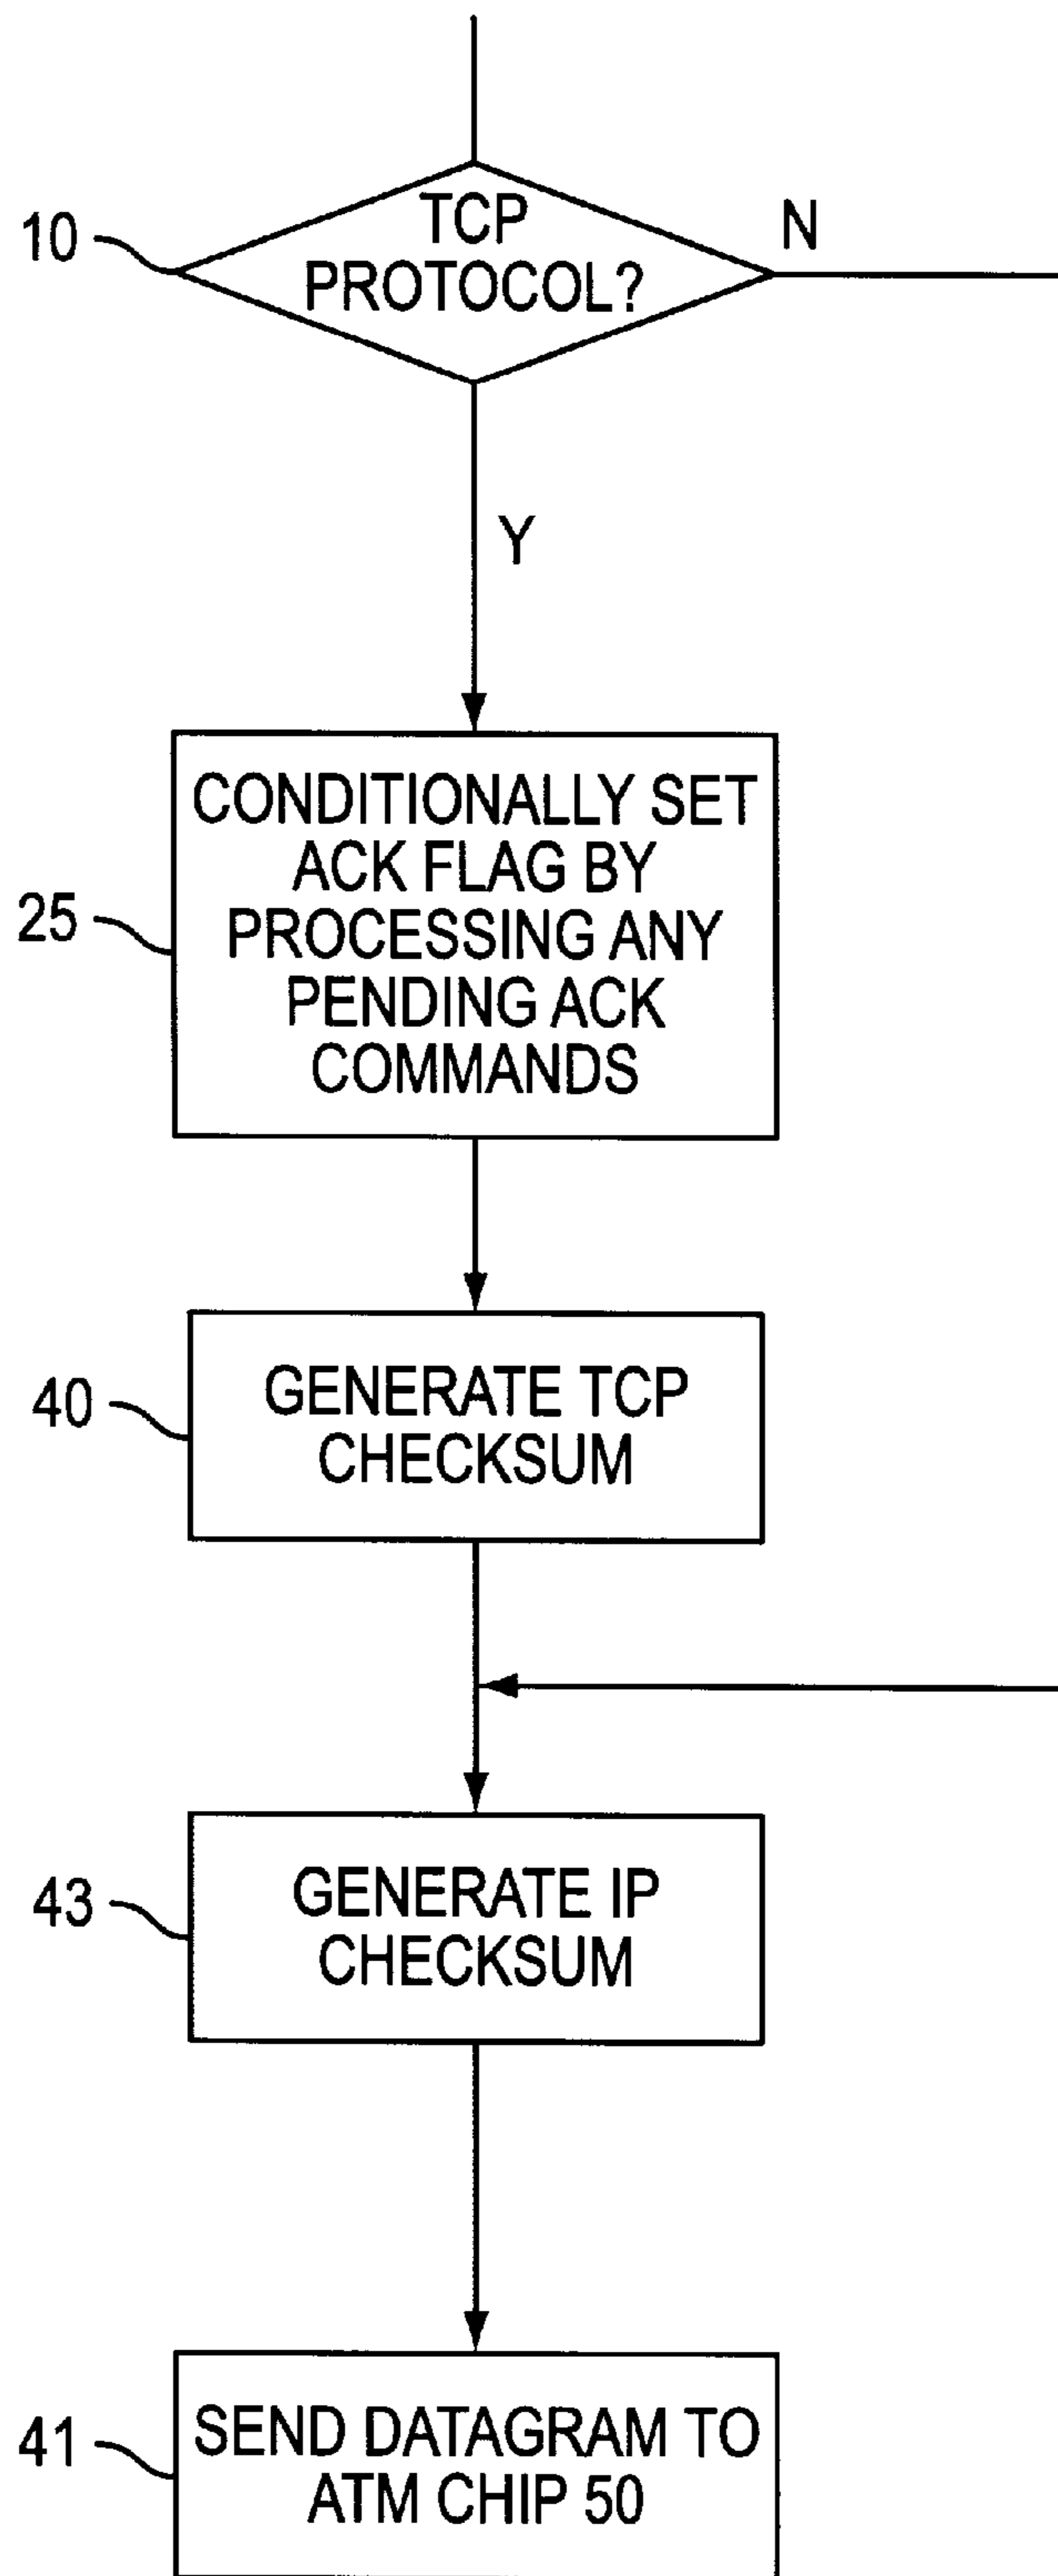 TCP
PROTOCOL?
10
N
Y
CONDITIONALLY SET
ACK FLAG BY
PROCESSING ANY
PENDING ACK
COMMANDS
25
GENERATE TCP
CHECKSUM
40
GENERATE IP
CHECKSUM
43
SEND DATAGRAM TO
ATM CHIP 50
41